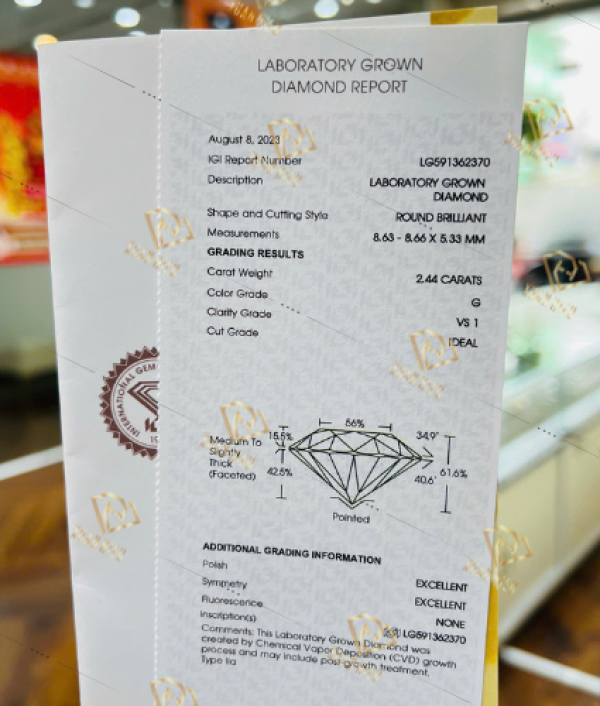 LABORATORY GROWN
DIAMOND REPORT
August 8, 2023
IGI Report Number LG591362370
Description LABORATORY GROWN
DIAMOND
Shape and Cutting Style ROUND BRILLIANT
Measurements 8.63 - 8.66 X 5.33 MM
GRADING RESULTS
Carat Weight 2.44 CARATS
Color Grade G
Clarity Grade VS 1
Cut Grade IDEAL
INTERNATIONAL GEM
56%
15.5% 34.9°
Medium To
Slightly
Thick
(Faceted)
42.5% 40.6° 61.6%
Pointed
ADDITIONAL GRADING INFORMATION
Polish EXCELLENT
Symmetry EXCELLENT
Fluorescence NONE
Inscription(s) LG591362370
Comments: This Laboratory Grown Diamond was
created by Chemical Vapor Deposition (CVD) growth
process and may include post-growth treatment.
Type IIa